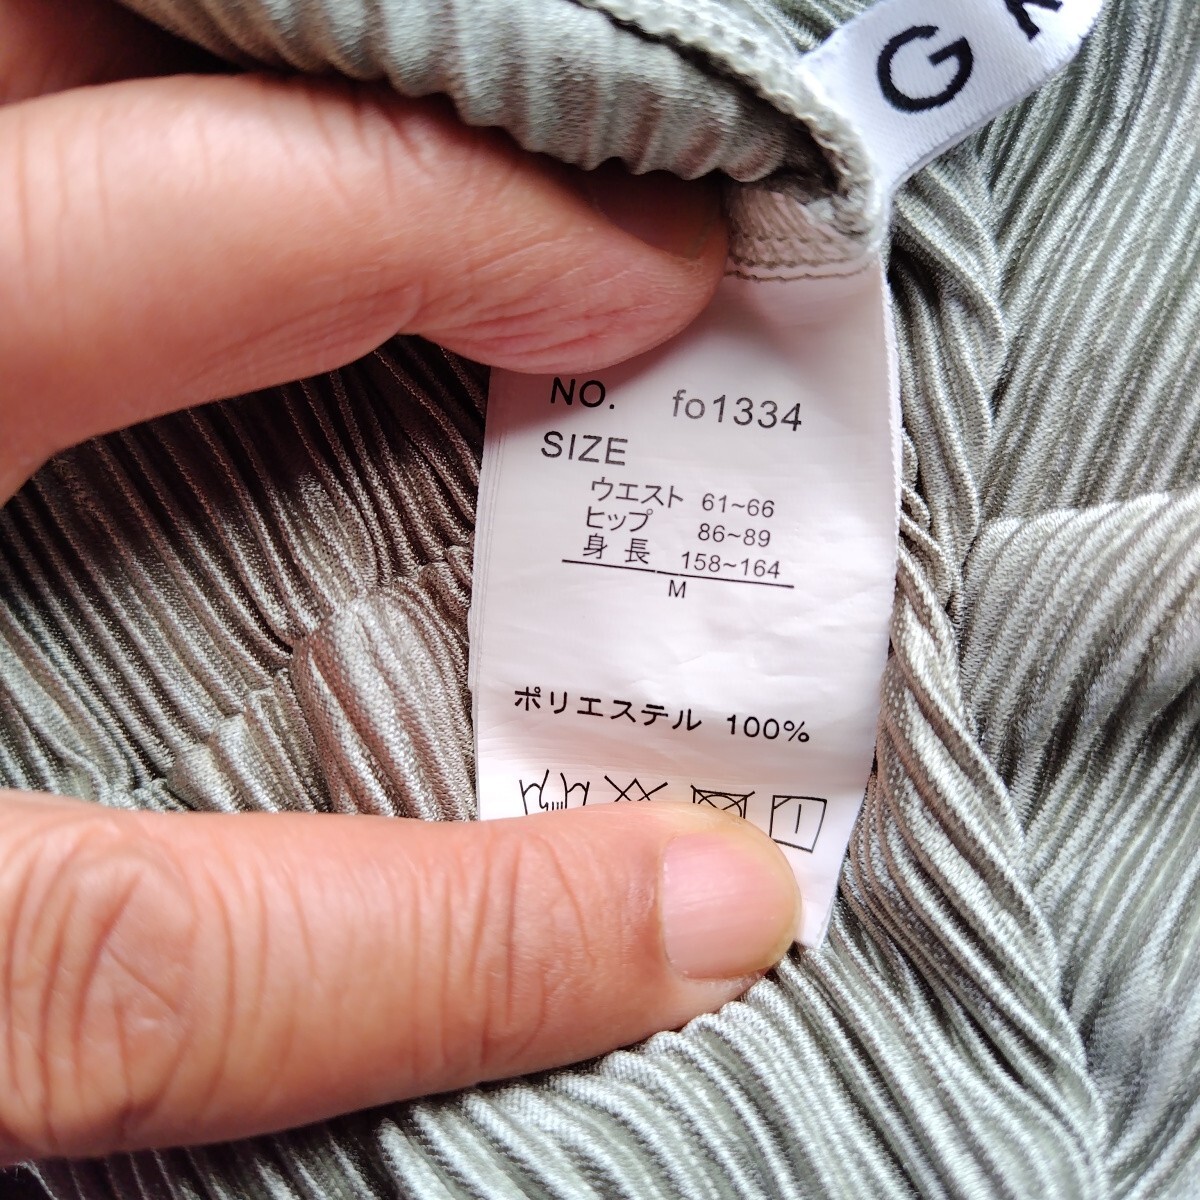 G
NO. fo1334
SIZE
ウエスト 61~66
ヒップ 86~89
身長 158~164
M
ポリエステル 100%